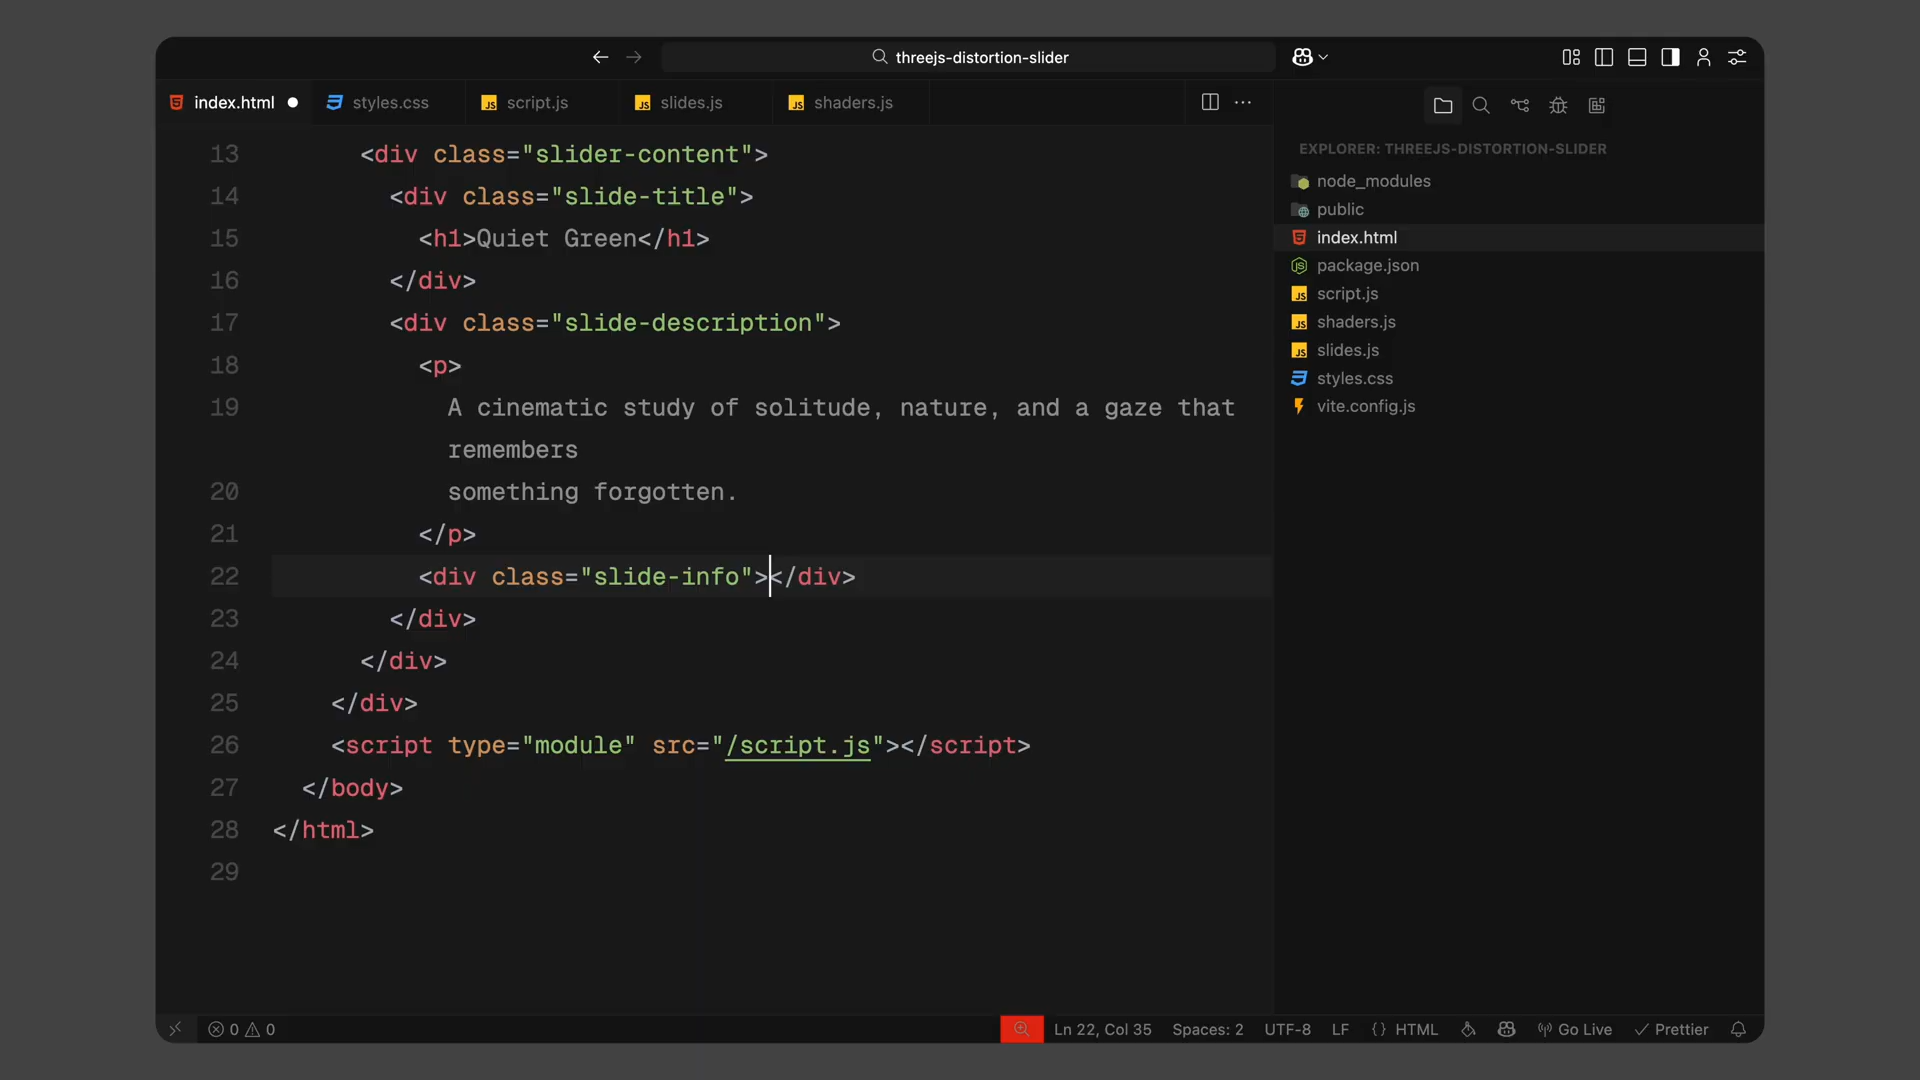 threejs-distortion-slider
index.html
styles.css
script.js
slides.js
shaders.js
13 <div class="slider-content">
14 <div class="slide-title">
15 <h1>Quiet Green</h1>
16 </div>
17 <div class="slide-description">
18 <p>
19 A cinematic study of solitude, nature, and a gaze that
remembers
20 something forgotten.
21 </p>
22 <div class="slide-info"></div>
23 </div>
24 </div>
25 </div>
26 <script type="module" src="/script.js"></script>
27 </body>
28 </html>
29
EXPLORER: THREEJS-DISTORTION-SLIDER
node_modules
public
index.html
package.json
script.js
shaders.js
slides.js
styles.css
vite.config.js
0 0
Ln 22, Col 35
Spaces: 2
UTF-8
LF
{} HTML
Go Live
Prettier